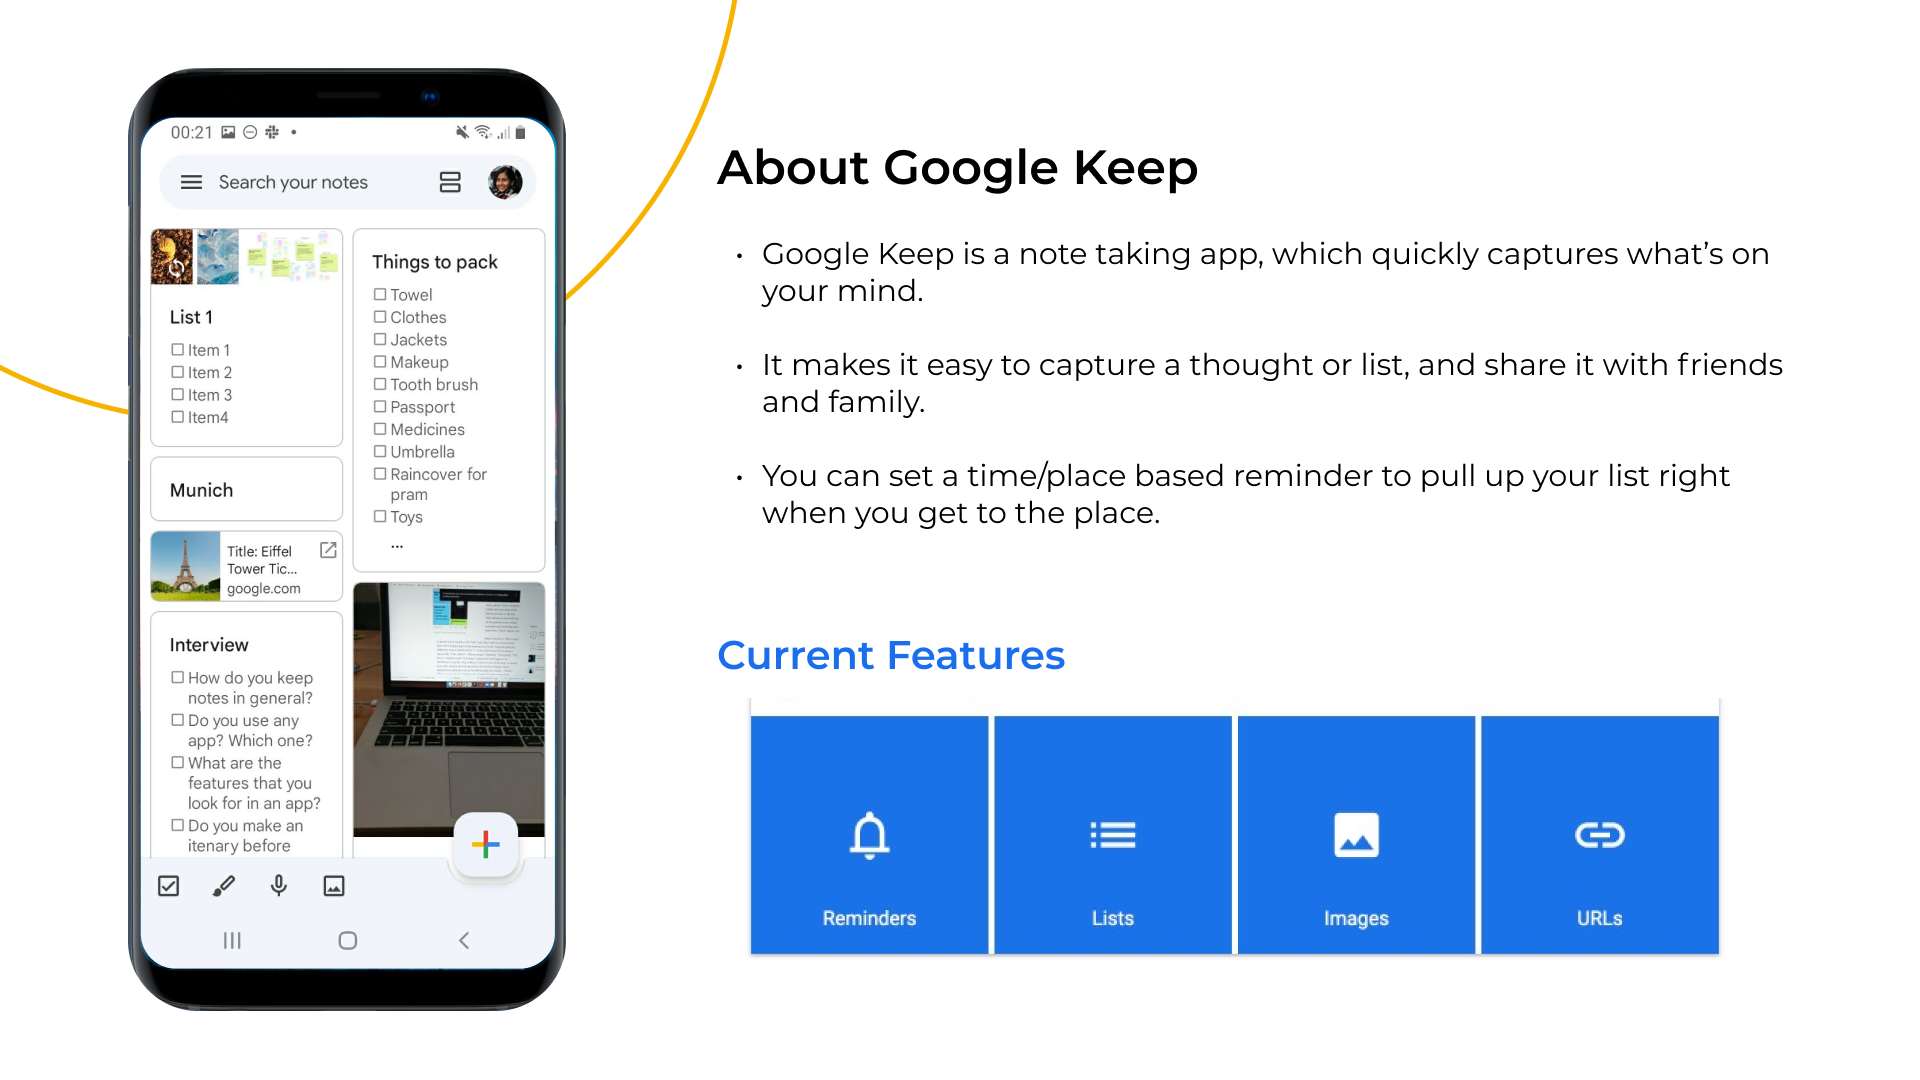 00:21
Search your notes
List 1
Item 1
Item 2
Item 3
Item4
Munich
Title: Eiffel
Tower Tic...
google.com
Interview
How do you keep
notes in general?
Do you use any
app? Which one?
What are the
features that you
look for in an app?
Do you make an
itenary before
Things to pack
Towel
Clothes
Jackets
Makeup
Tooth brush
Passport
Medicines
Umbrella
Raincover for
pram
Toys
...
About Google Keep
• Google Keep is a note taking app, which quickly captures what’s on
your mind.
• It makes it easy to capture a thought or list, and share it with friends
and family.
• You can set a time/place based reminder to pull up your list right
when you get to the place.
Current Features
Reminders
Lists
Images
URLs